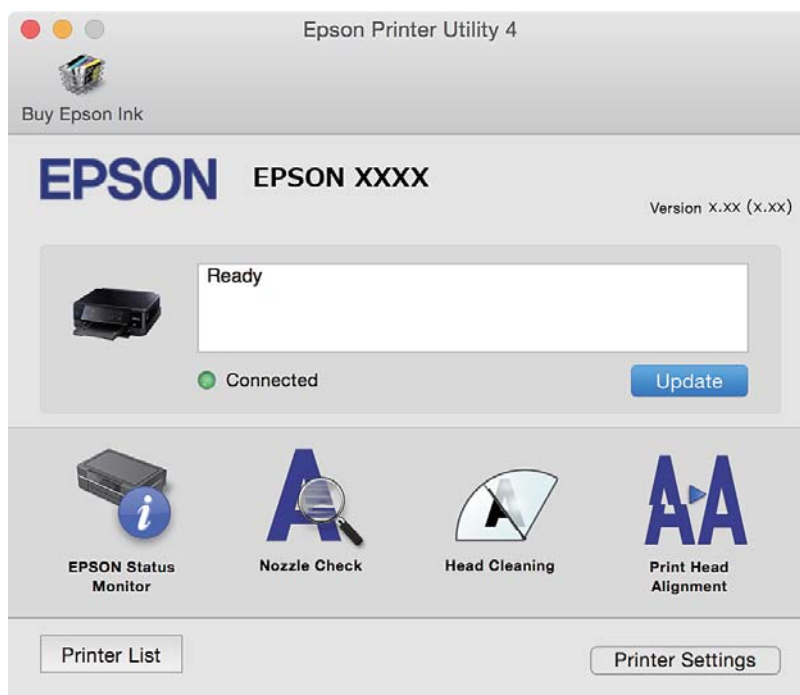 Epson Printer Utility 4
Buy Epson Ink
EPSON
EPSON XXXX
Version x.xx (x.xx)
Ready
Connected
Update
EPSON Status
Monitor
Nozzle Check
Head Cleaning
Print Head
Alignment
Printer List
Printer Settings